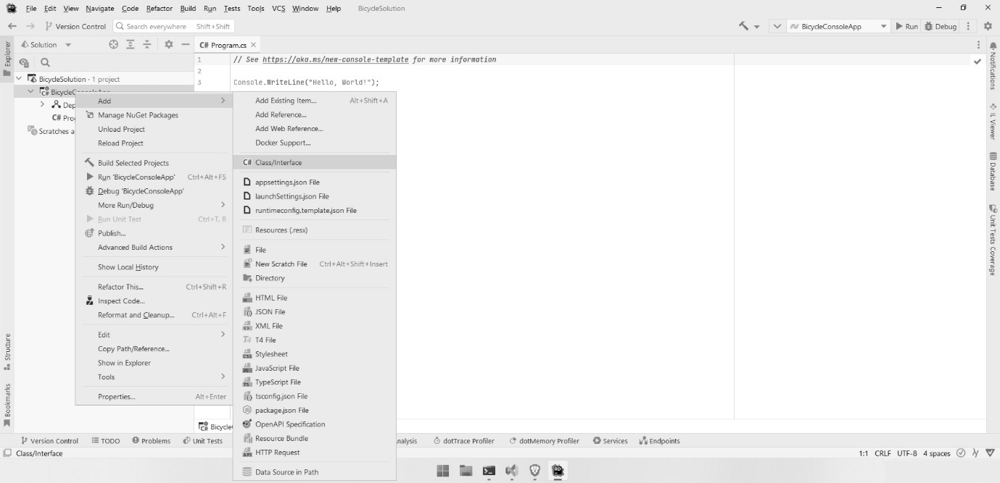 File Edit View Navigate Code Refactor Build Run Tests Tools VCS Window Help BicycleSolution
Version Control Search everywhere Shift+Shift BicycleConsoleApp Run Debug
Explorer
Solution
C# Program.cs
Notifications
IL Viewer
Database
Unit Tests Coverage
1 // See https://aka.ms/new-console-template for more information
2
3 Console.WriteLine("Hello, World!");
BicycleSolution · 1 project
BicycleConsoleApp
Dep
C# Prog
Scratches a
Add
Manage NuGet Packages
Unload Project
Reload Project
Build Selected Projects
Run 'BicycleConsoleApp' Ctrl+Alt+F5
Debug 'BicycleConsoleApp'
More Run/Debug
Run Unit Test Ctrl+T, R
Publish...
Advanced Build Actions
Show Local History
Refactor This... Ctrl+Shift+R
Inspect Code...
Reformat and Cleanup... Ctrl+Alt+F
Edit
Copy Path/Reference...
Show in Explorer
Tools
Properties... Alt+Enter
Add Existing Item... Alt+Shift+A
Add Reference...
Add Web Reference...
Docker Support...
C# Class/Interface
appsettings.json File
launchSettings.json File
runtimeconfig.template.json File
Resources (.resx)
File
New Scratch File Ctrl+Alt+Shift+Insert
Directory
HTML File
JSON File
XML File
T4 T4 File
Stylesheet
JavaScript File
TypeScript File
tsconfig.json File
package.json File
OpenAPI Specification
Resource Bundle
HTTP Request
Data Source in Path
Structure
Bookmarks
Bicycle
Version Control TODO Problems Unit Tests nalysis dotTrace Profiler dotMemory Profiler Services Endpoints
Class/Interface 1:1 CRLF UTF-8 4 spaces